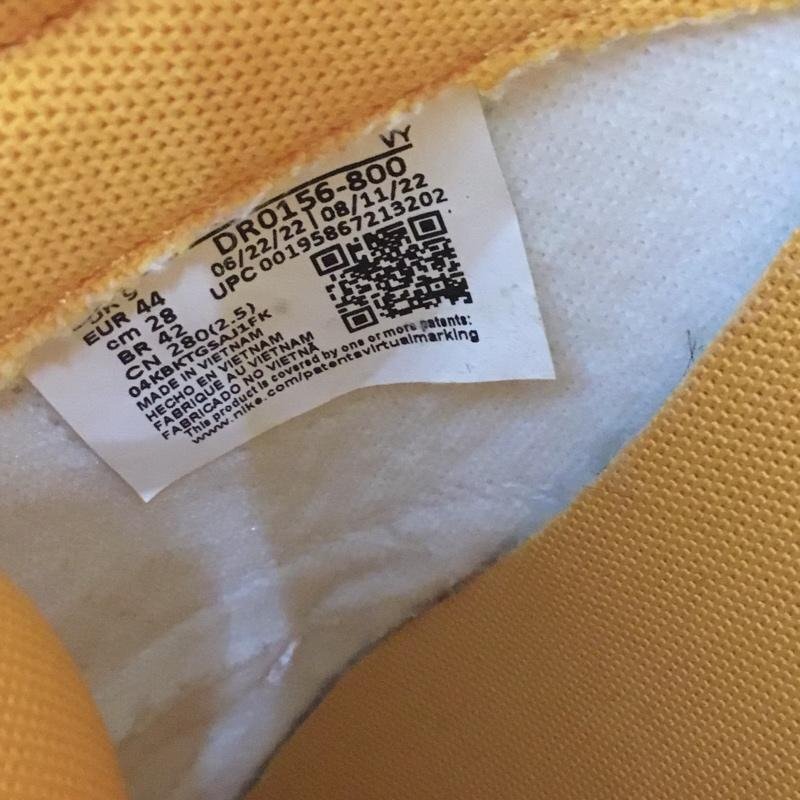 VY
DR0156-800
06/22/22 | 08/11/22
UPC 00195867213202
EUR 44
cm 28
BR 42
CN 280(2.5)
04KBKTGSAJ1FK
MADE IN VIETNAM
HECHO EN VIETNAM
FABRIQUE AU VIETNAM
FABRICADO NO VIETNÃ
This product is covered by one or more patents:
www.nike.com/patentsvirtualmarking